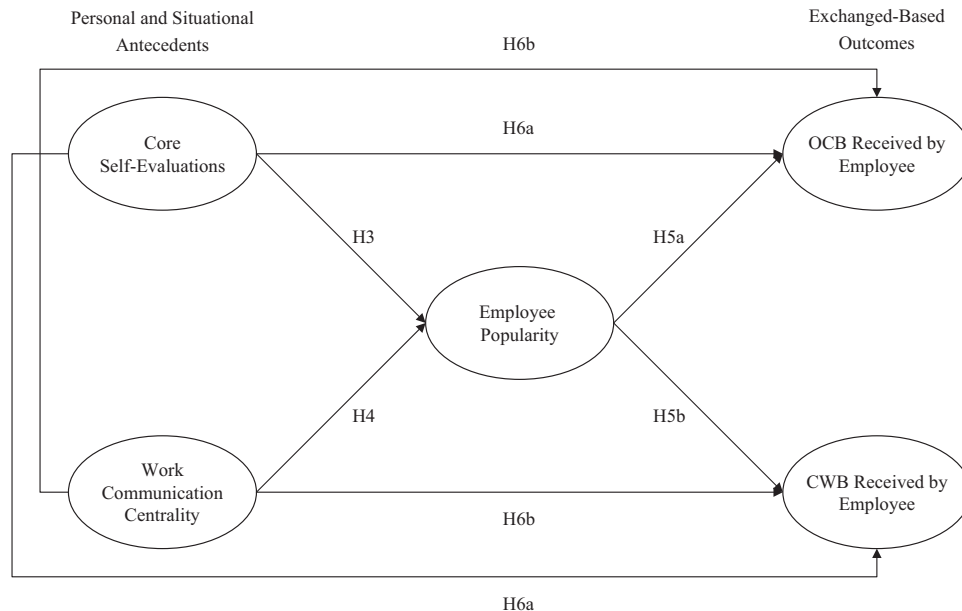 Personal and Situational
Antecedents
Exchanged-Based
Outcomes
H6b
Core
Self-Evaluations
H6a
OCB Received by
Employee
H3
H5a
Employee
Popularity
H4
H5b
Work
Communication
Centrality
H6b
CWB Received by
Employee
H6a